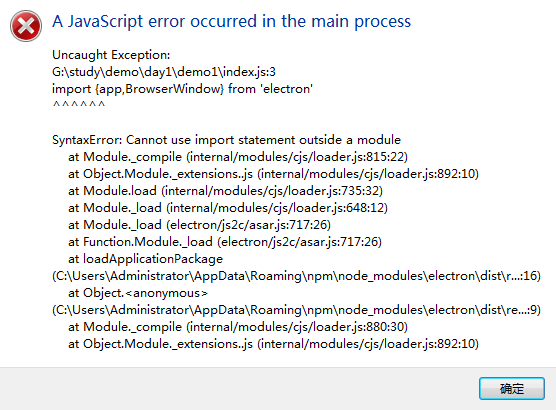 A JavaScript error occurred in the main process
Uncaught Exception:
G:\study\demo\day1\demo1\index.js:3
import {app,BrowserWindow} from 'electron'
^^^^^^
SyntaxError: Cannot use import statement outside a module
at Module._compile (internal/modules/cjs/loader.js:815:22)
at Object.Module._extensions..js (internal/modules/cjs/loader.js:892:10)
at Module.load (internal/modules/cjs/loader.js:735:32)
at Module._load (internal/modules/cjs/loader.js:648:12)
at Module._load (electron/js2c/asar.js:717:26)
at Function.Module._load (electron/js2c/asar.js:717:26)
at loadApplicationPackage
(C:\Users\Administrator\AppData\Roaming\npm\node_modules\electron\dist\r...:16)
at Object.<anonymous>
(C:\Users\Administrator\AppData\Roaming\npm\node_modules\electron\dist\re...:9)
at Module._compile (internal/modules/cjs/loader.js:880:30)
at Object.Module._extensions..js (internal/modules/cjs/loader.js:892:10)
确定